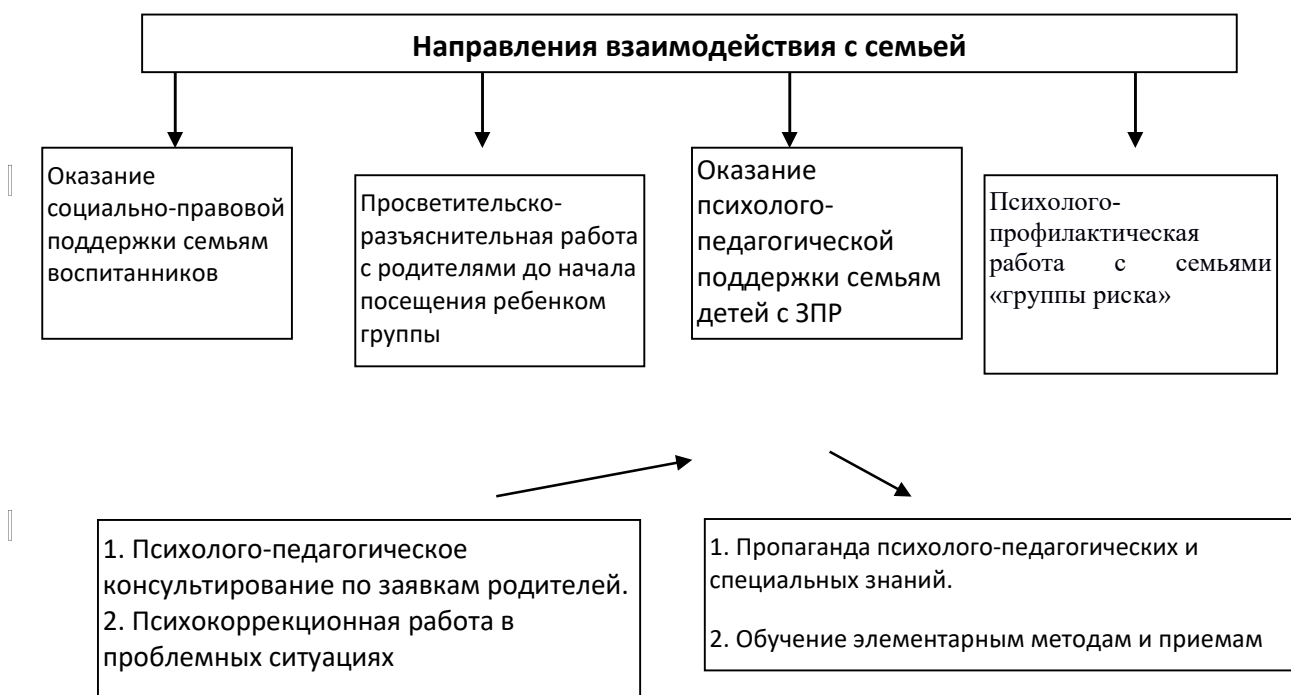 Направления взаимодействия с семьей
Оказание
социально-правовой
поддержки семьям
воспитанников
Просветительско-
разъяснительная работа
с родителями до начала
посещения ребенком
группы
Оказание
психолого-
педагогической
поддержки семьям
детей с ЗПР
Психолого-
профилактическая
работа с семьями
«группы риска»
1. Психолого-педагогическое
консультирование по заявкам родителей.
2. Психокоррекционная работа в
проблемных ситуациях
1. Пропаганда психолого-педагогических и
специальных знаний.
2. Обучение элементарным методам и приемам